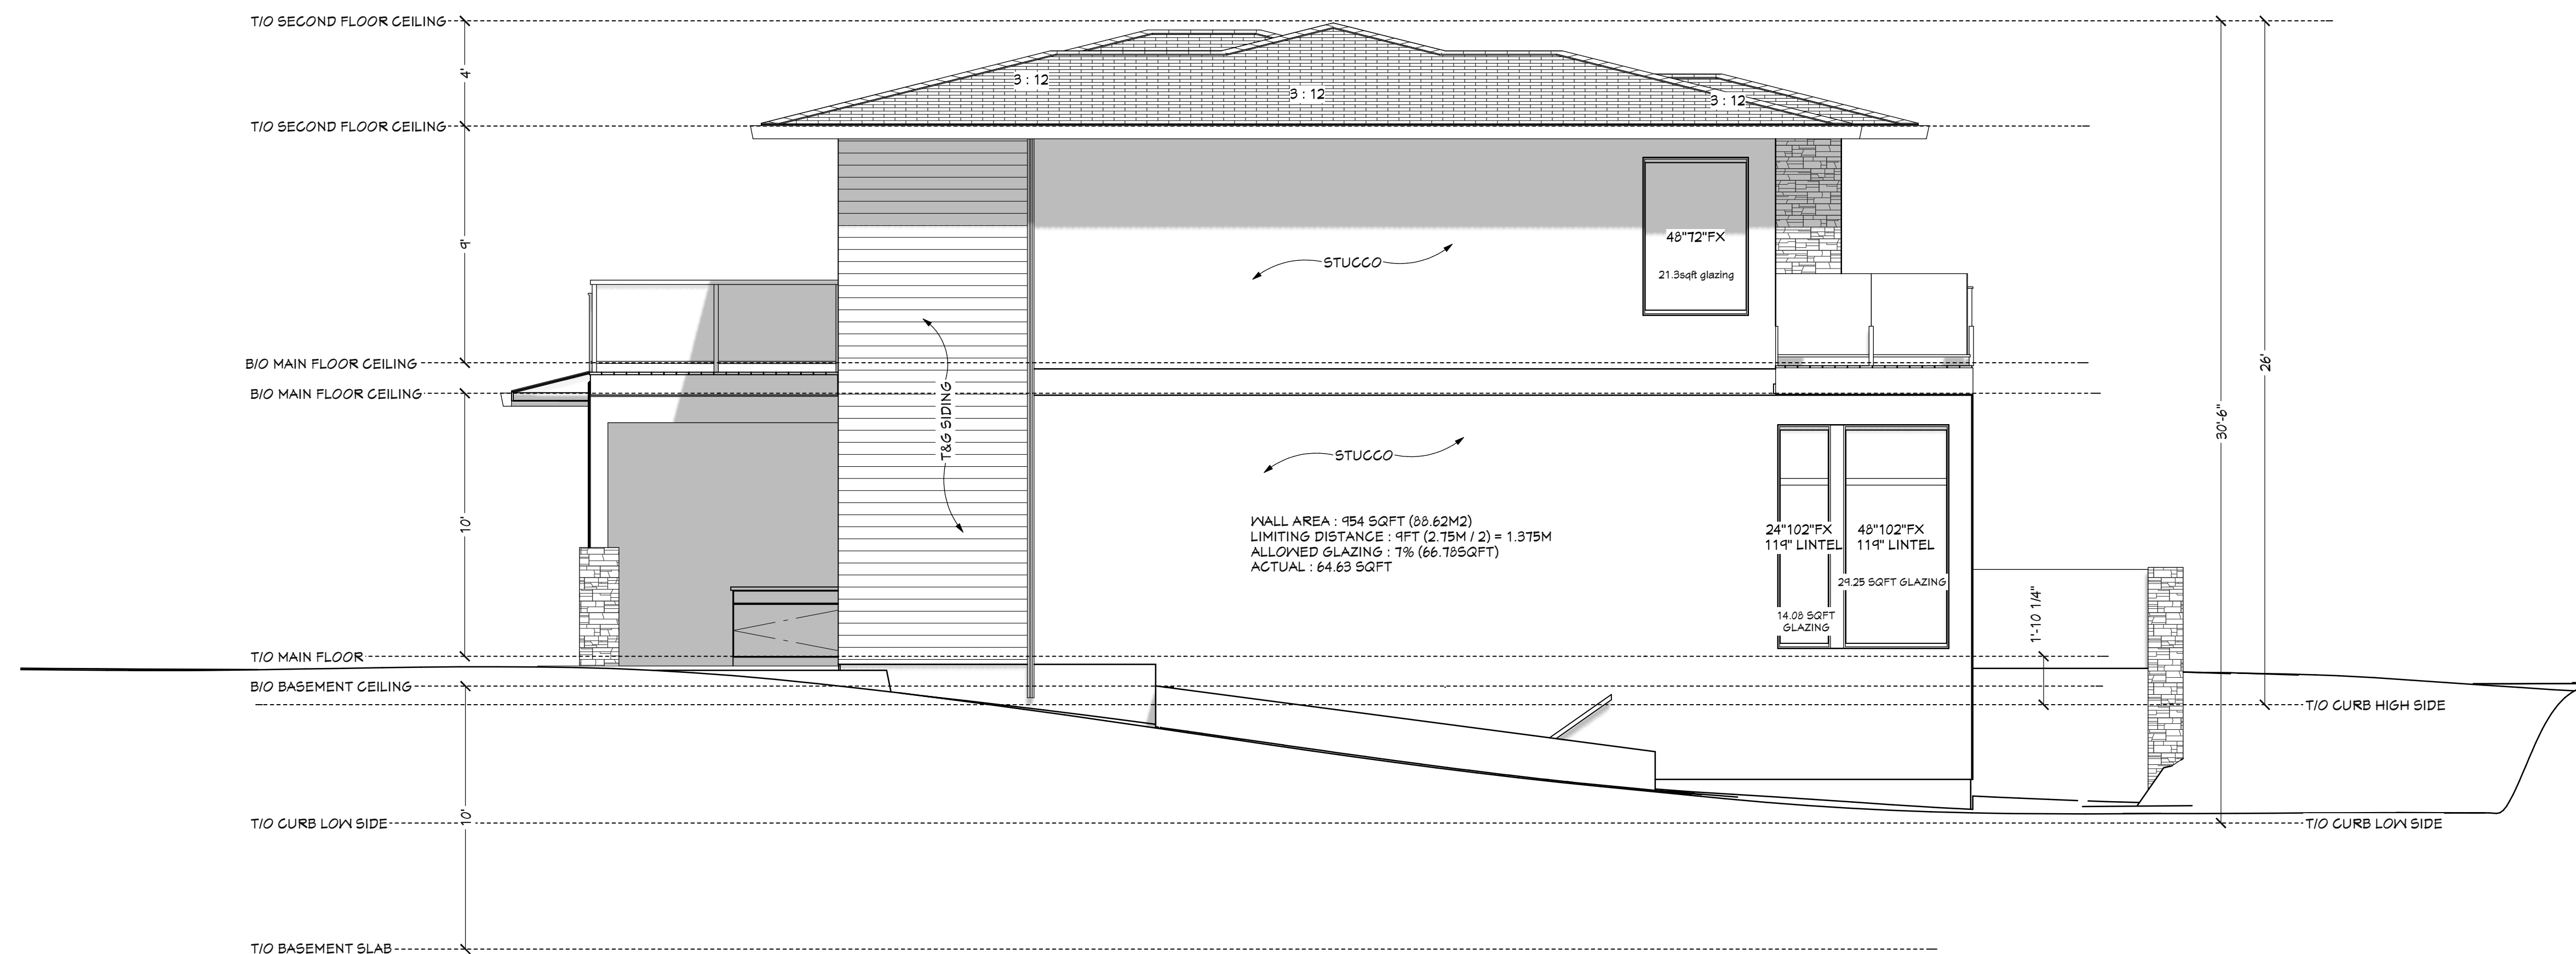 T/O SECOND FLOOR CEILING
4'
3 : 12
3 : 12
3 : 12
T/O SECOND FLOOR CEILING
9'
48"72"FX
21.3sqft glazing
STUCCO
B/O MAIN FLOOR CEILING
26'
B/O MAIN FLOOR CEILING
T&G SIDING
30'-6"
STUCCO
10'
WALL AREA : 954 SQFT (88.62M2)
LIMITING DISTANCE : 9FT (2.75M / 2) = 1.375M
ALLOWED GLAZING : 7% (66.78SQFT)
ACTUAL : 64.63 SQFT
24"102"FX
119" LINTEL
48"102"FX
119" LINTEL
29.25 SQFT GLAZING
14.08 SQFT
GLAZING
1'-10 1/4"
T/O MAIN FLOOR
B/O BASEMENT CEILING
T/O CURB HIGH SIDE
10'
T/O CURB LOW SIDE
T/O CURB LOW SIDE
T/O BASEMENT SLAB